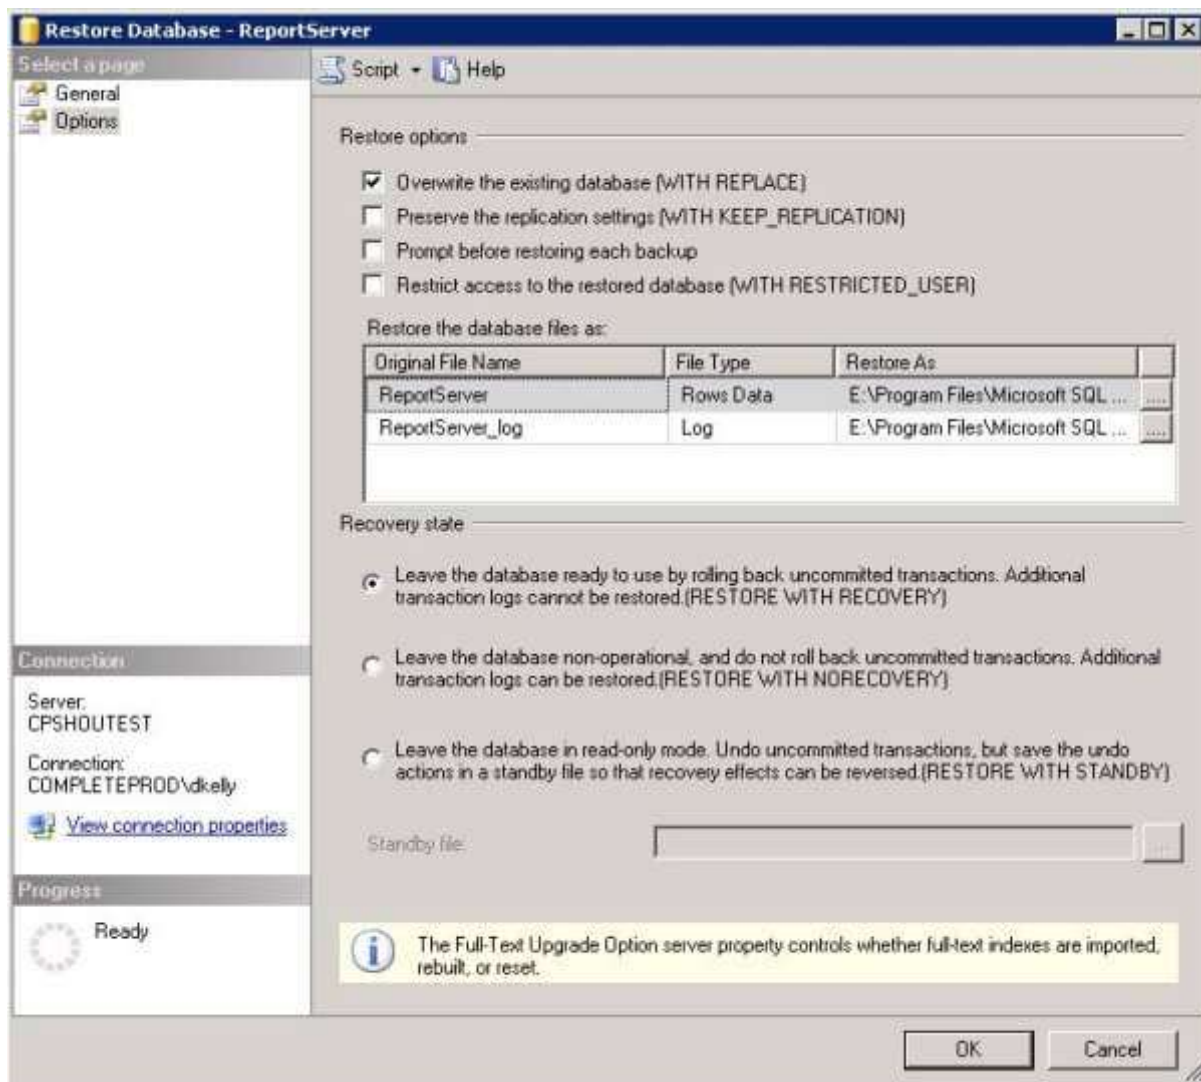 Restore Database - ReportServer
Select a page
General
Options
Script
Help
Restore options
Overwrite the existing database (WITH REPLACE)
Preserve the replication settings (WITH KEEP_REPLICATION)
Prompt before restoring each backup
Restrict access to the restored database (WITH RESTRICTED_USER)
Restore the database files as:
Original File Name File Type Restore As
ReportServer Rows Data E:\Program Files\Microsoft SQL ... ....
ReportServer_log Log E:\Program Files\Microsoft SQL ... ....
Recovery state
Leave the database ready to use by rolling back uncommitted transactions. Additional
transaction logs cannot be restored.(RESTORE WITH RECOVERY)
Leave the database non-operational, and do not roll back uncommitted transactions. Additional
transaction logs can be restored.(RESTORE WITH NORECOVERY)
Leave the database in read-only mode. Undo uncommitted transactions, but save the undo
actions in a standby file so that recovery effects can be reversed.(RESTORE WITH STANDBY)
Standby file:
....
The Full-Text Upgrade Option server property controls whether full-text indexes are imported,
rebuilt, or reset.
Connection
Server:
CPSHOUTEST
Connection:
COMPLETEPROD\dkelly
View connection properties
Progress
Ready
OK
Cancel